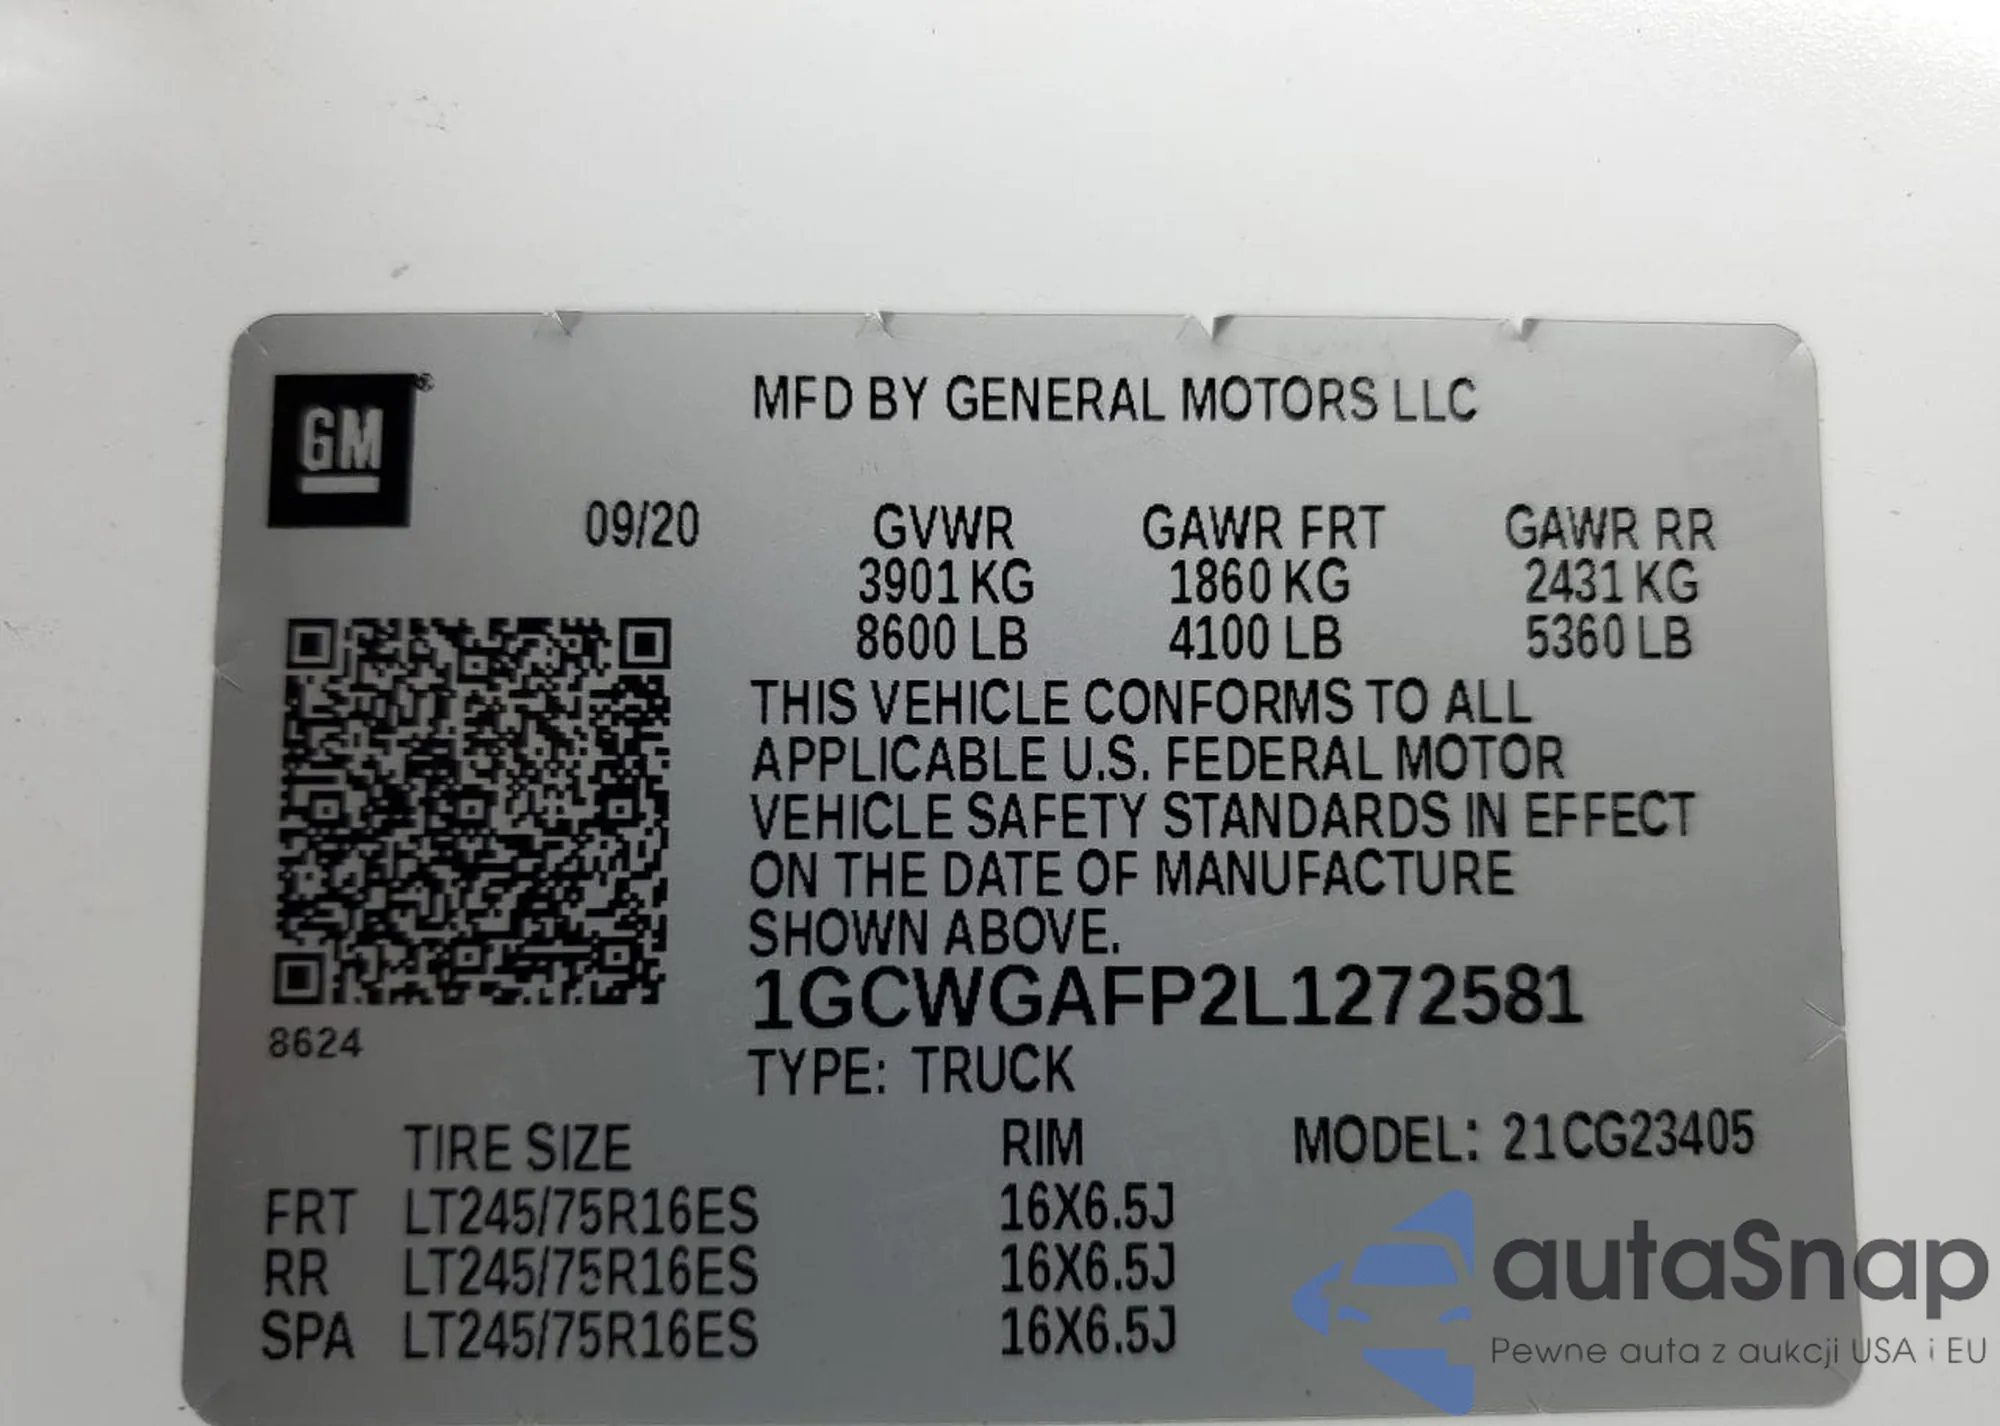 GM
MFD BY GENERAL MOTORS LLC
09/20
GVWR GAWR FRT GAWR RR
3901 KG 1860 KG 2431 KG
8600 LB 4100 LB 5360 LB
THIS VEHICLE CONFORMS TO ALL
APPLICABLE U.S. FEDERAL MOTOR
VEHICLE SAFETY STANDARDS IN EFFECT
ON THE DATE OF MANUFACTURE
SHOWN ABOVE.
1GCWGAFP2L1272581
8624
TYPE: TRUCK
TIRE SIZE RIM MODEL: 21CG23405
FRT LT245/75R16ES 16X6.5J
RR LT245/75R16ES 16X6.5J
SPA LT245/75R16ES 16X6.5J
autaSnap
Pewne auta z aukcji USA i EU